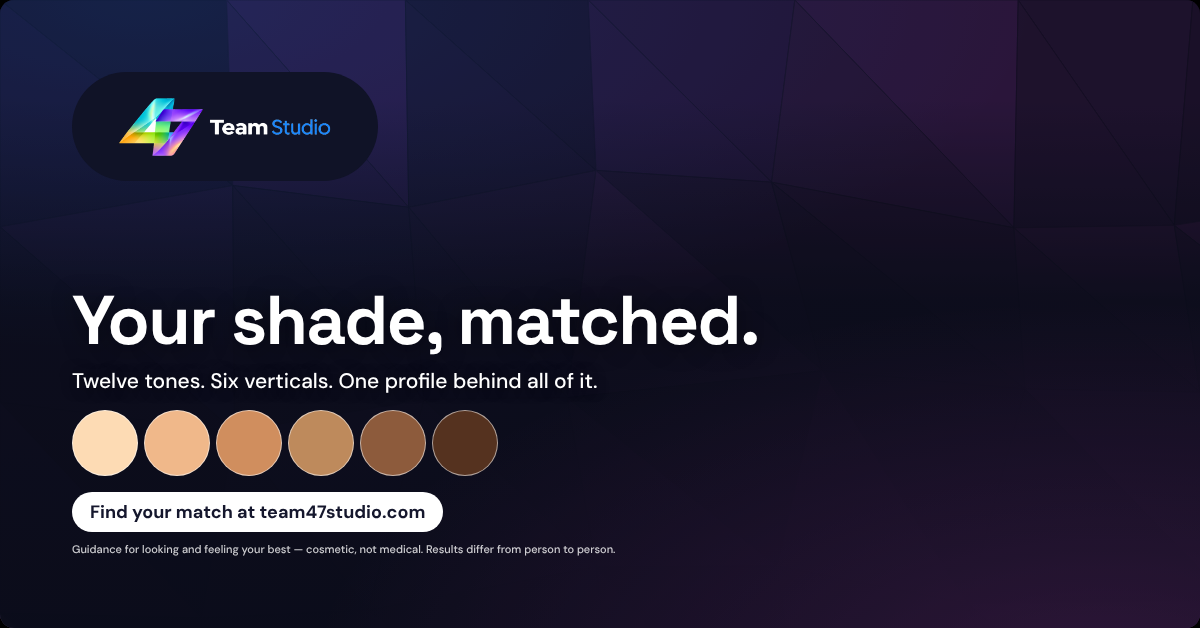 47 Team Studio
Your shade, matched.
Twelve tones. Six verticals. One profile behind all of it.
Find your match at team47studio.com
Guidance for looking and feeling your best — cosmetic, not medical. Results differ from person to person.